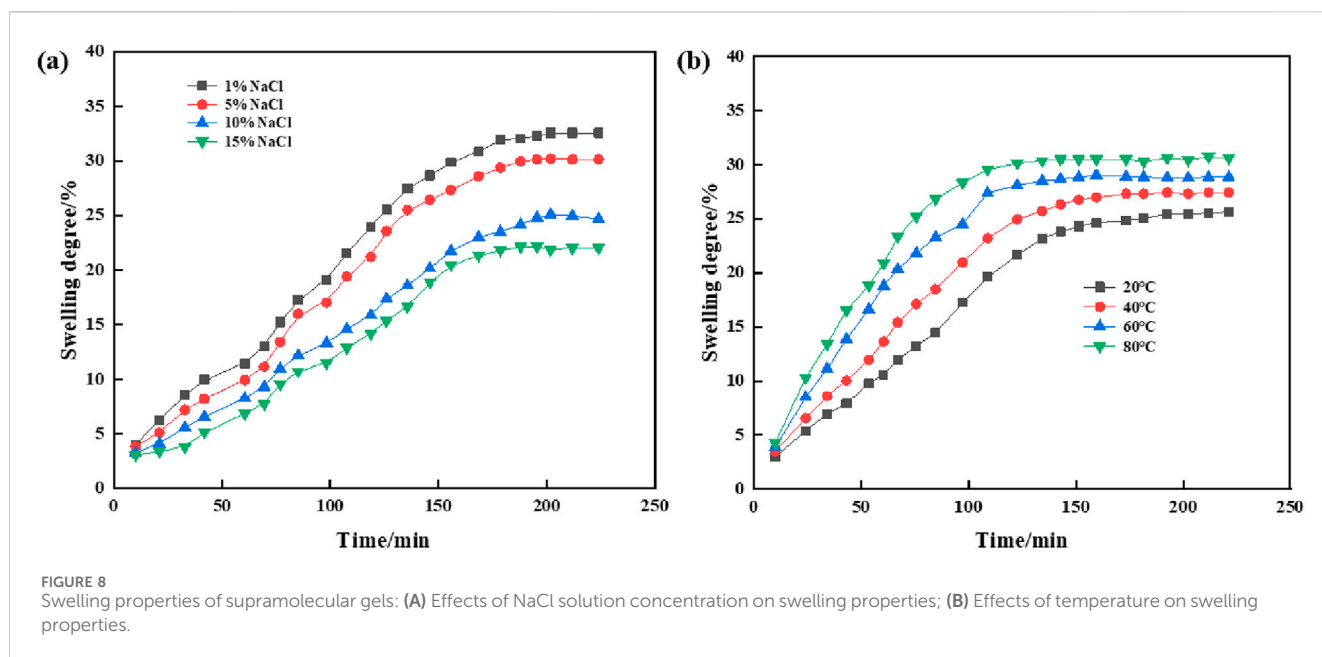 (a)
40
35
30
25
20
15
10
5
0
Swelling degree/%
1% NaCl
5% NaCl
10% NaCl
15% NaCl
0
50
100
150
200
250
Time/min
(b)
40
35
30
25
20
15
10
5
0
Swelling degree/%
20°C
40°C
60°C
80°C
0
50
100
150
200
250
Time/min
FIGURE 8
Swelling properties of supramolecular gels: (A) Effects of NaCl solution concentration on swelling properties; (B) Effects of temperature on swelling
properties.